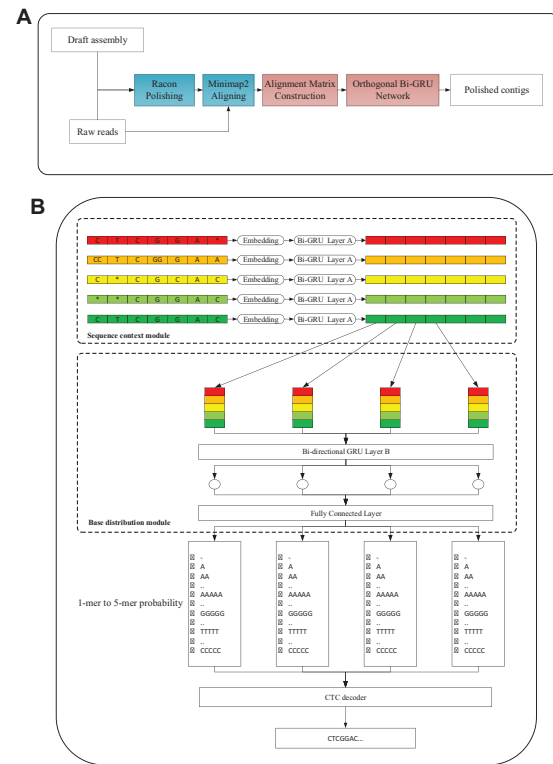 A
Draft assembly
Racon
Polishing
Minimap2
Aligning
Alignment Matrix
Construction
Orthogonal Bi-GRU
Network
Polished contigs
Raw reads
B
C T C G G A * Embedding Bi-GRU Layer A
CC T C GG G A A Embedding Bi-GRU Layer A
C * C G C A C Embedding Bi-GRU Layer A
* * C G G A C Embedding Bi-GRU Layer A
C T C G G A C Embedding Bi-GRU Layer A
Sequence context module
Bi-directional GRU Layer B
Fully Connected Layer
Base distribution module
1-mer to 5-mer probability
- - - -
A A A A
AA AA AA AA
.. .. .. ..
AAAAA AAAAA AAAAA AAAAA
.. .. .. ..
GGGGG GGGGG GGGGG GGGGG
.. .. .. ..
TTTTT TTTTT TTTTT TTTTT
.. .. .. ..
CCCCC CCCCC CCCCC CCCCC
CTC decoder
CTCGGAC...